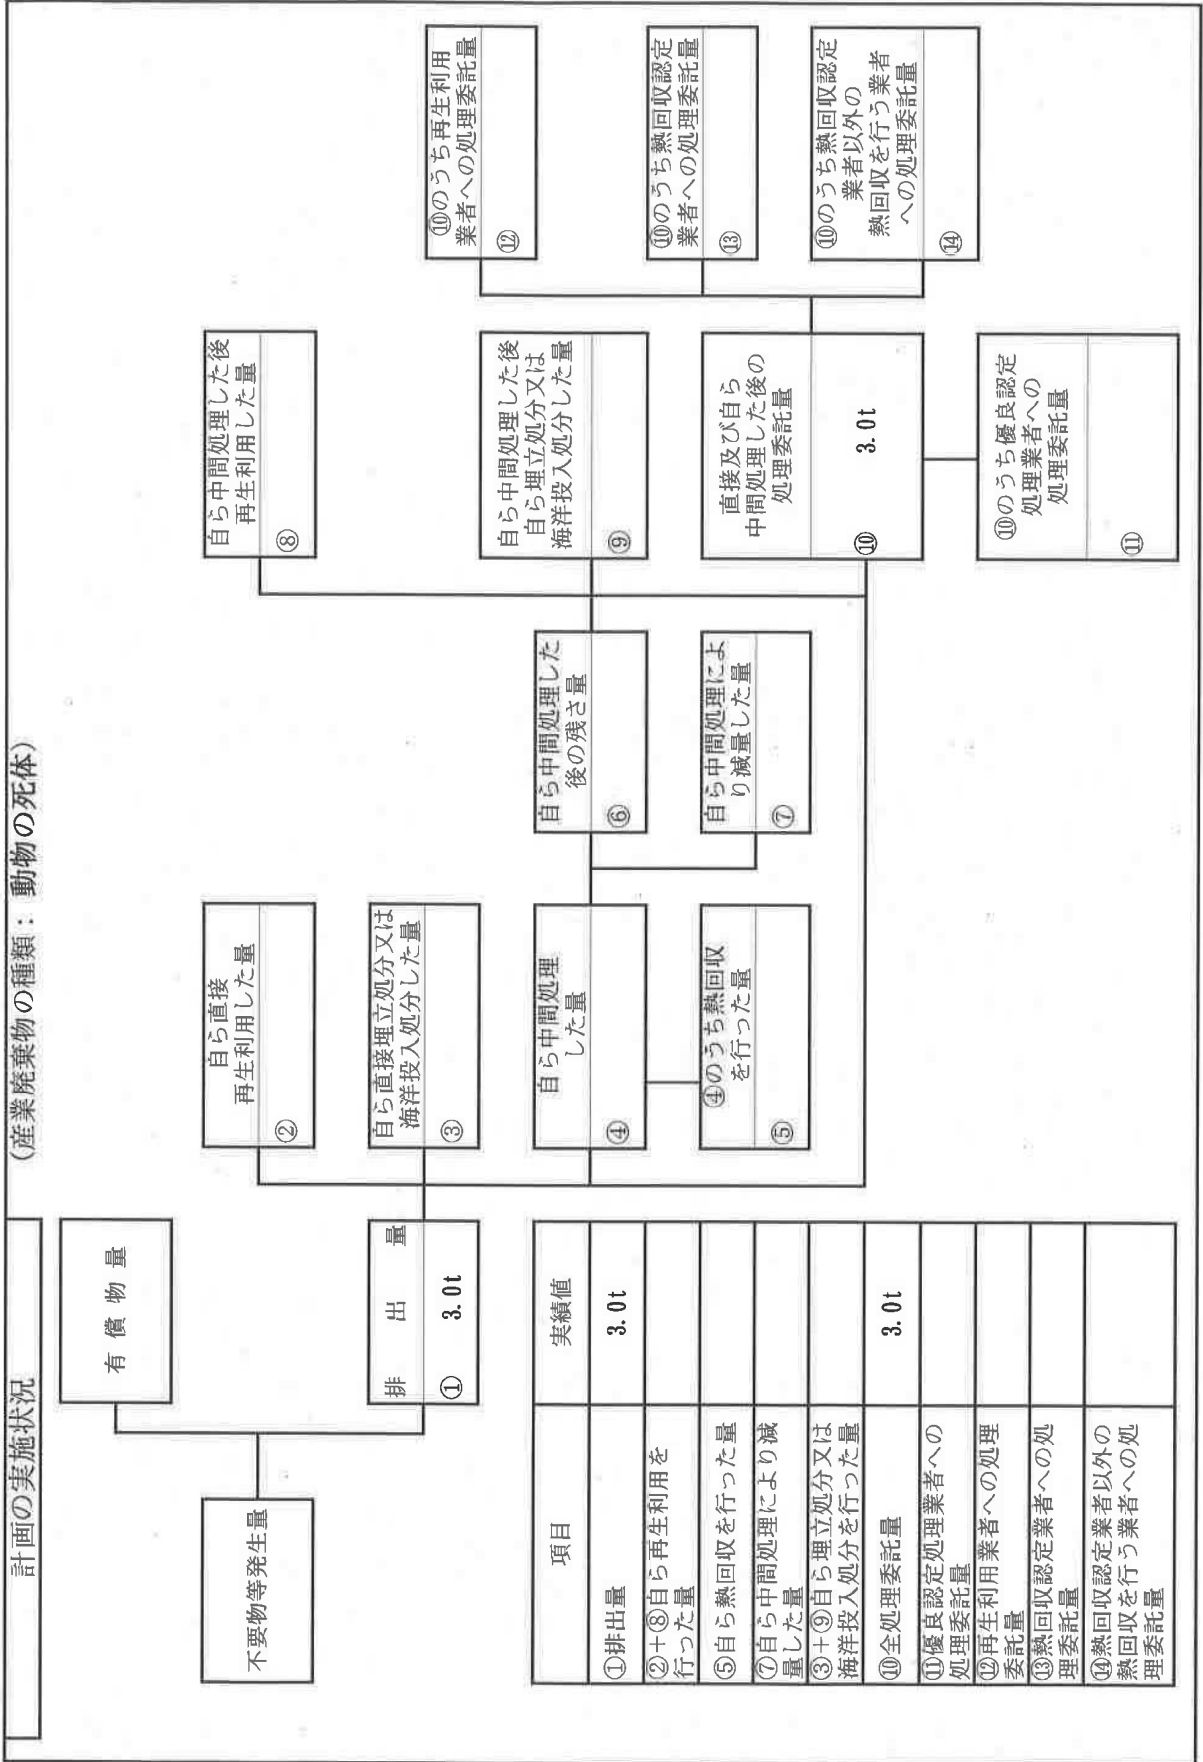 計画の実施状況
(産業廃棄物の種類：動物の死体)
不要物等発生量
有償物量
排出量
① 3.0t
自ら直接
再生利用した量
②
自ら直接埋立処分又は
海洋投入処分した量
③
自ら中間処理
した量
④
④のうち熱回収
を行った量
⑤
自ら中間処理した
後の残さ量
⑥
自ら中間処理によ
り減量した量
⑦
自ら中間処理した後
再生利用した量
⑧
自ら中間処理した後
自ら埋立処分又は
海洋投入処分した量
⑨
直接及び自ら
中間処理した後の
処理委託量
⑩ 3.0t
⑩のうち優良認定
処理業者への
処理委託量
⑪
⑩のうち再生利用
業者への処理委託量
⑫
⑩のうち熱回収認定
業者への処理委託量
⑬
⑩のうち熱回収認定
業者以外の
熱回収を行う業者
への処理委託量
⑭
項目 実績値
①排出量 3.0t
②+⑧自ら再生利用を
行った量
⑤自ら熱回収を行った量
⑦自ら中間処理により減
量した量
③+⑨自ら埋立処分又は
海洋投入処分を行った量
⑩全処理委託量 3.0t
⑪優良認定処理業者への
処理委託量
⑫再生利用業者への処理
委託量
⑬熱回収認定業者への処
理委託量
⑭熱回収認定業者以外の
熱回収を行う業者への処
理委託量